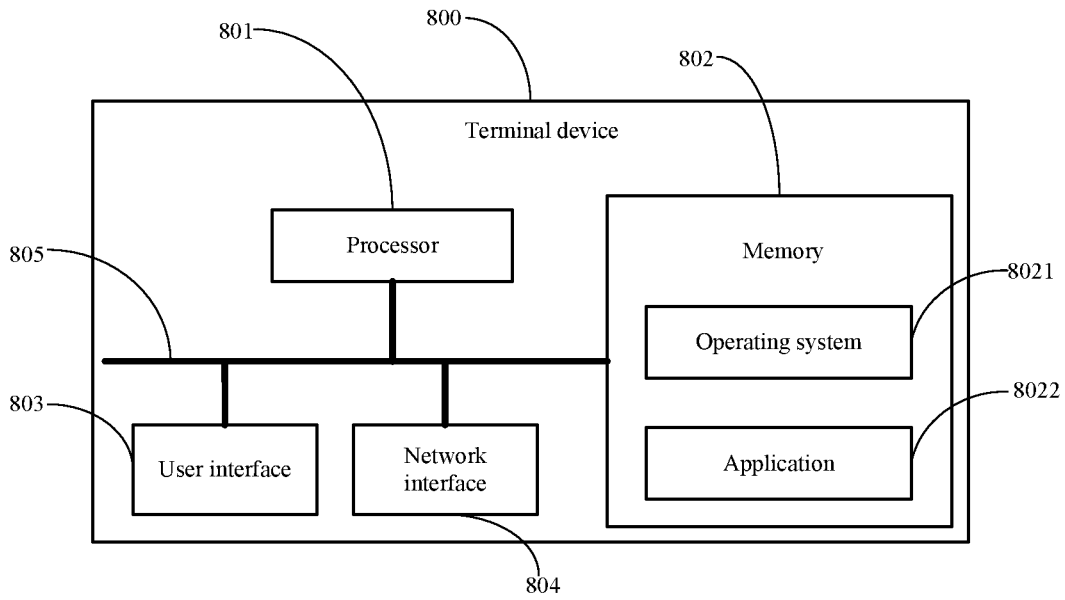 800
801
802
Terminal device
Processor
805
Memory
8021
Operating system
803
8022
User interface
Network
interface
Application
804